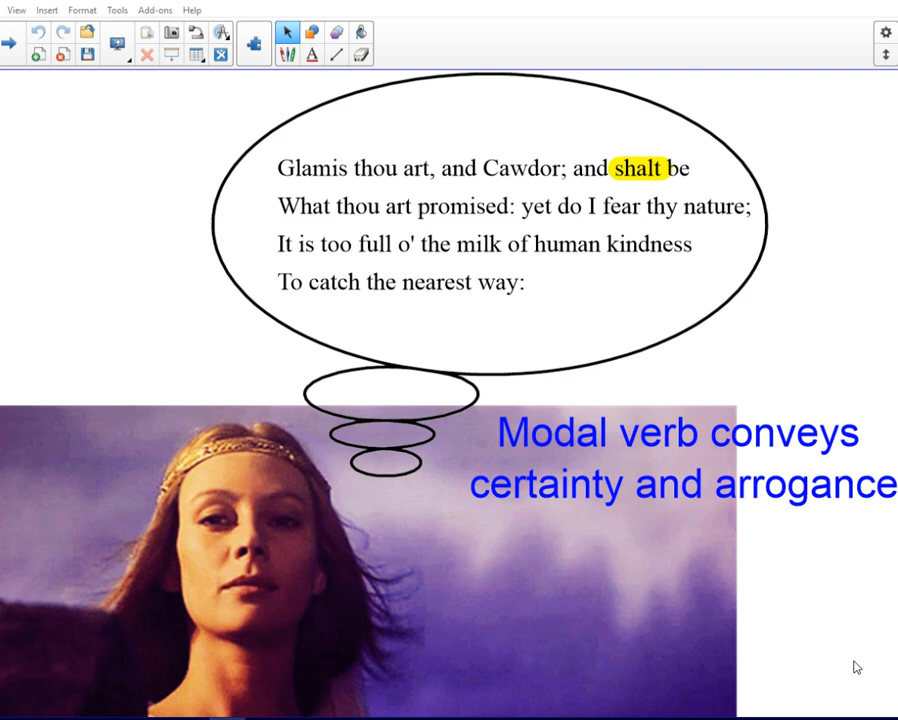 View Insert Format Tools Add-ons Help
Glamis thou art, and Cawdor; and shalt be
What thou art promised: yet do I fear thy nature;
It is too full o' the milk of human kindness
To catch the nearest way:
Modal verb conveys
certainty and arrogance